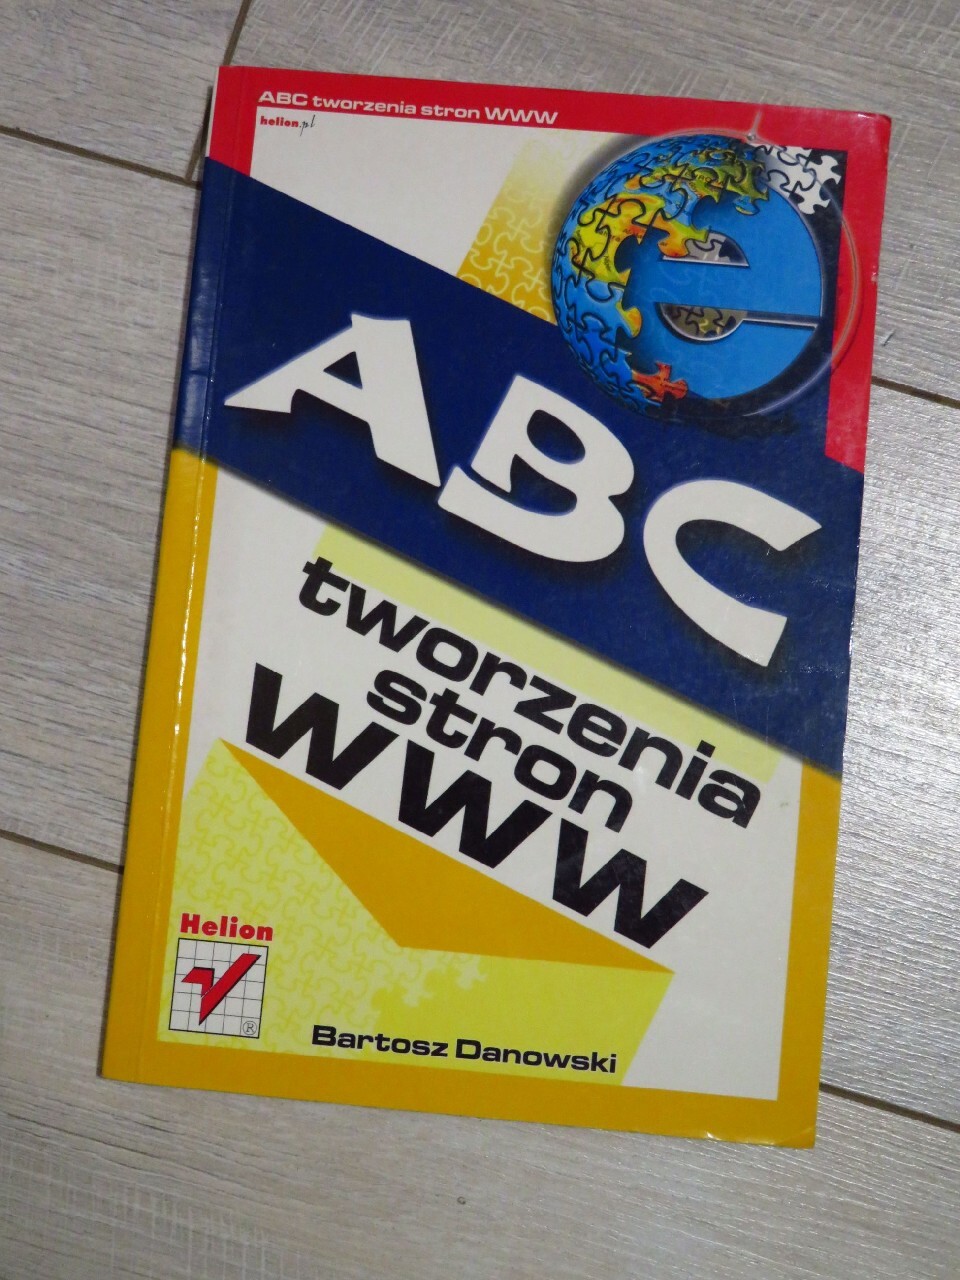 ABC tworzenia stron WWW
helion.pl
e
ABC
tworzenia
stron
WWW
Helion
®
Bartosz Danowski